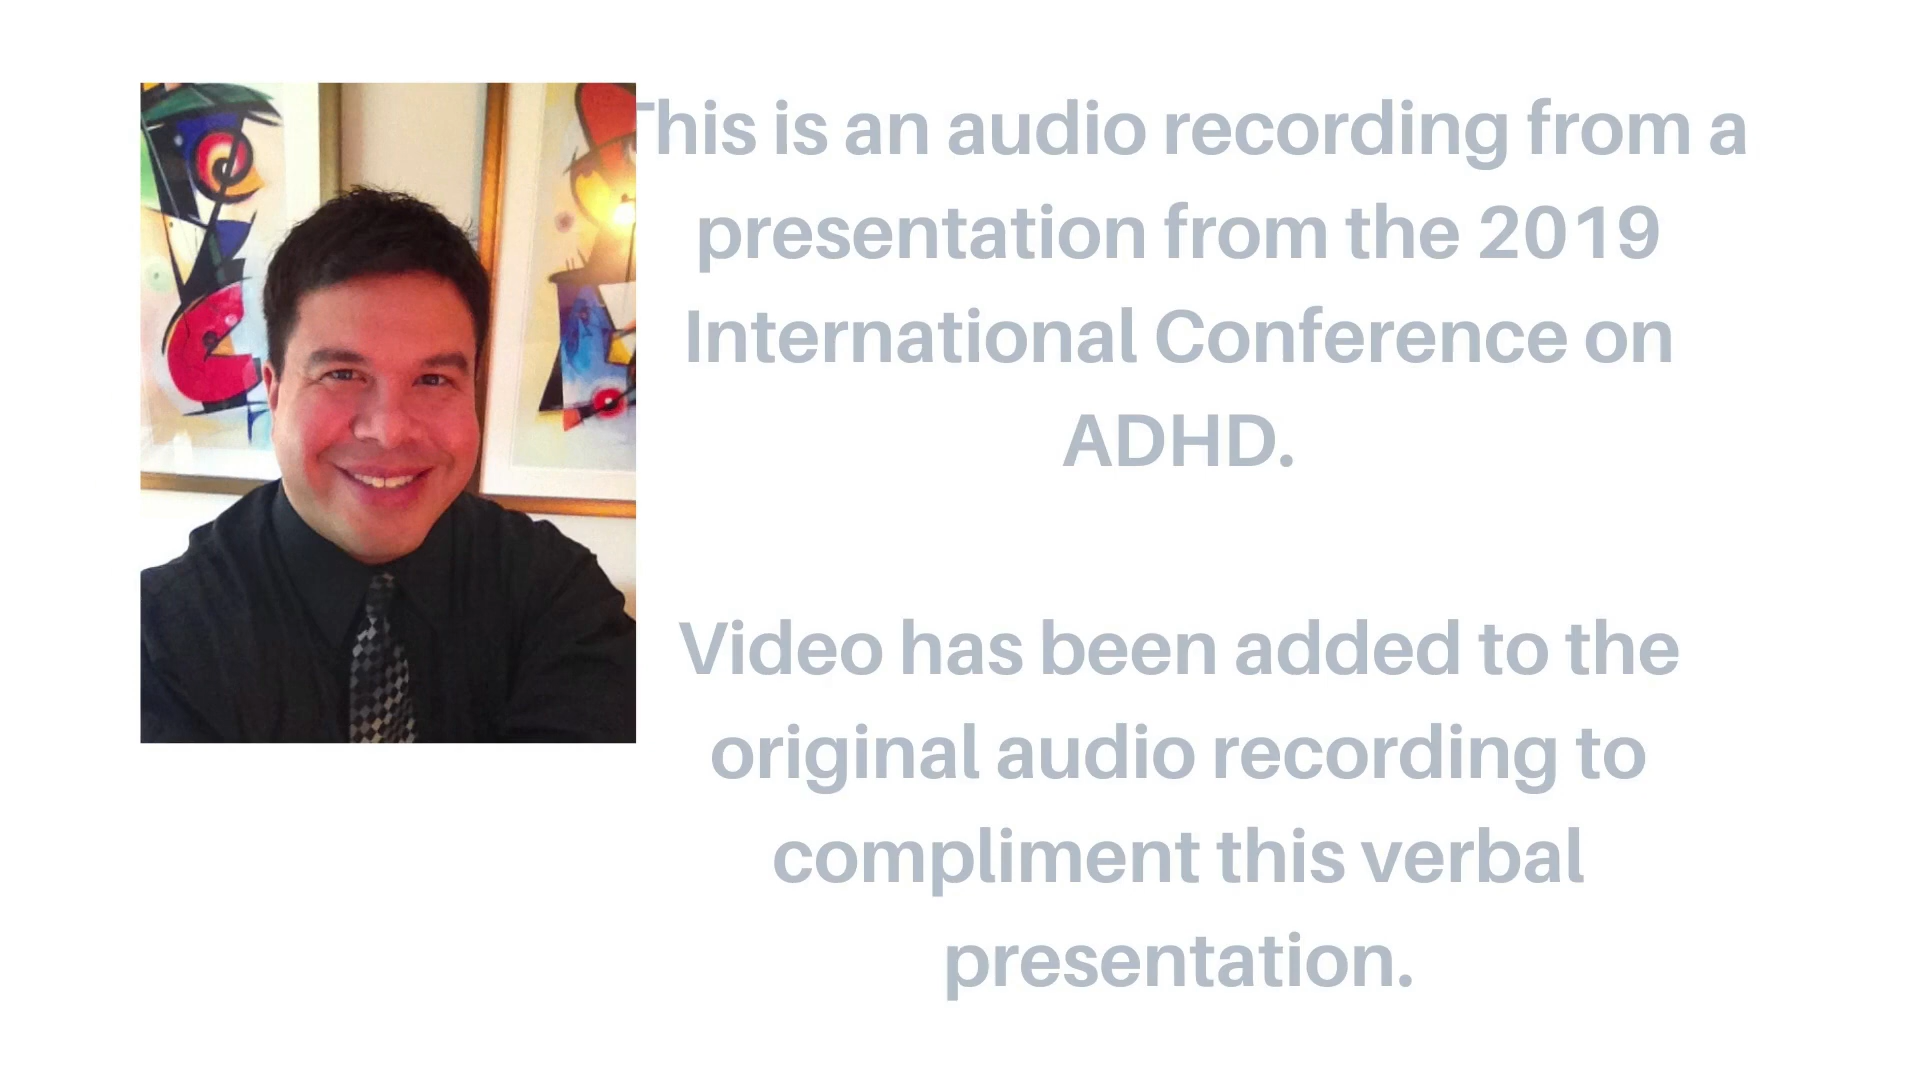 This is an audio recording from a
presentation from the 2019
International Conference on
ADHD.
Video has been added to the
original audio recording to
compliment this verbal
presentation.